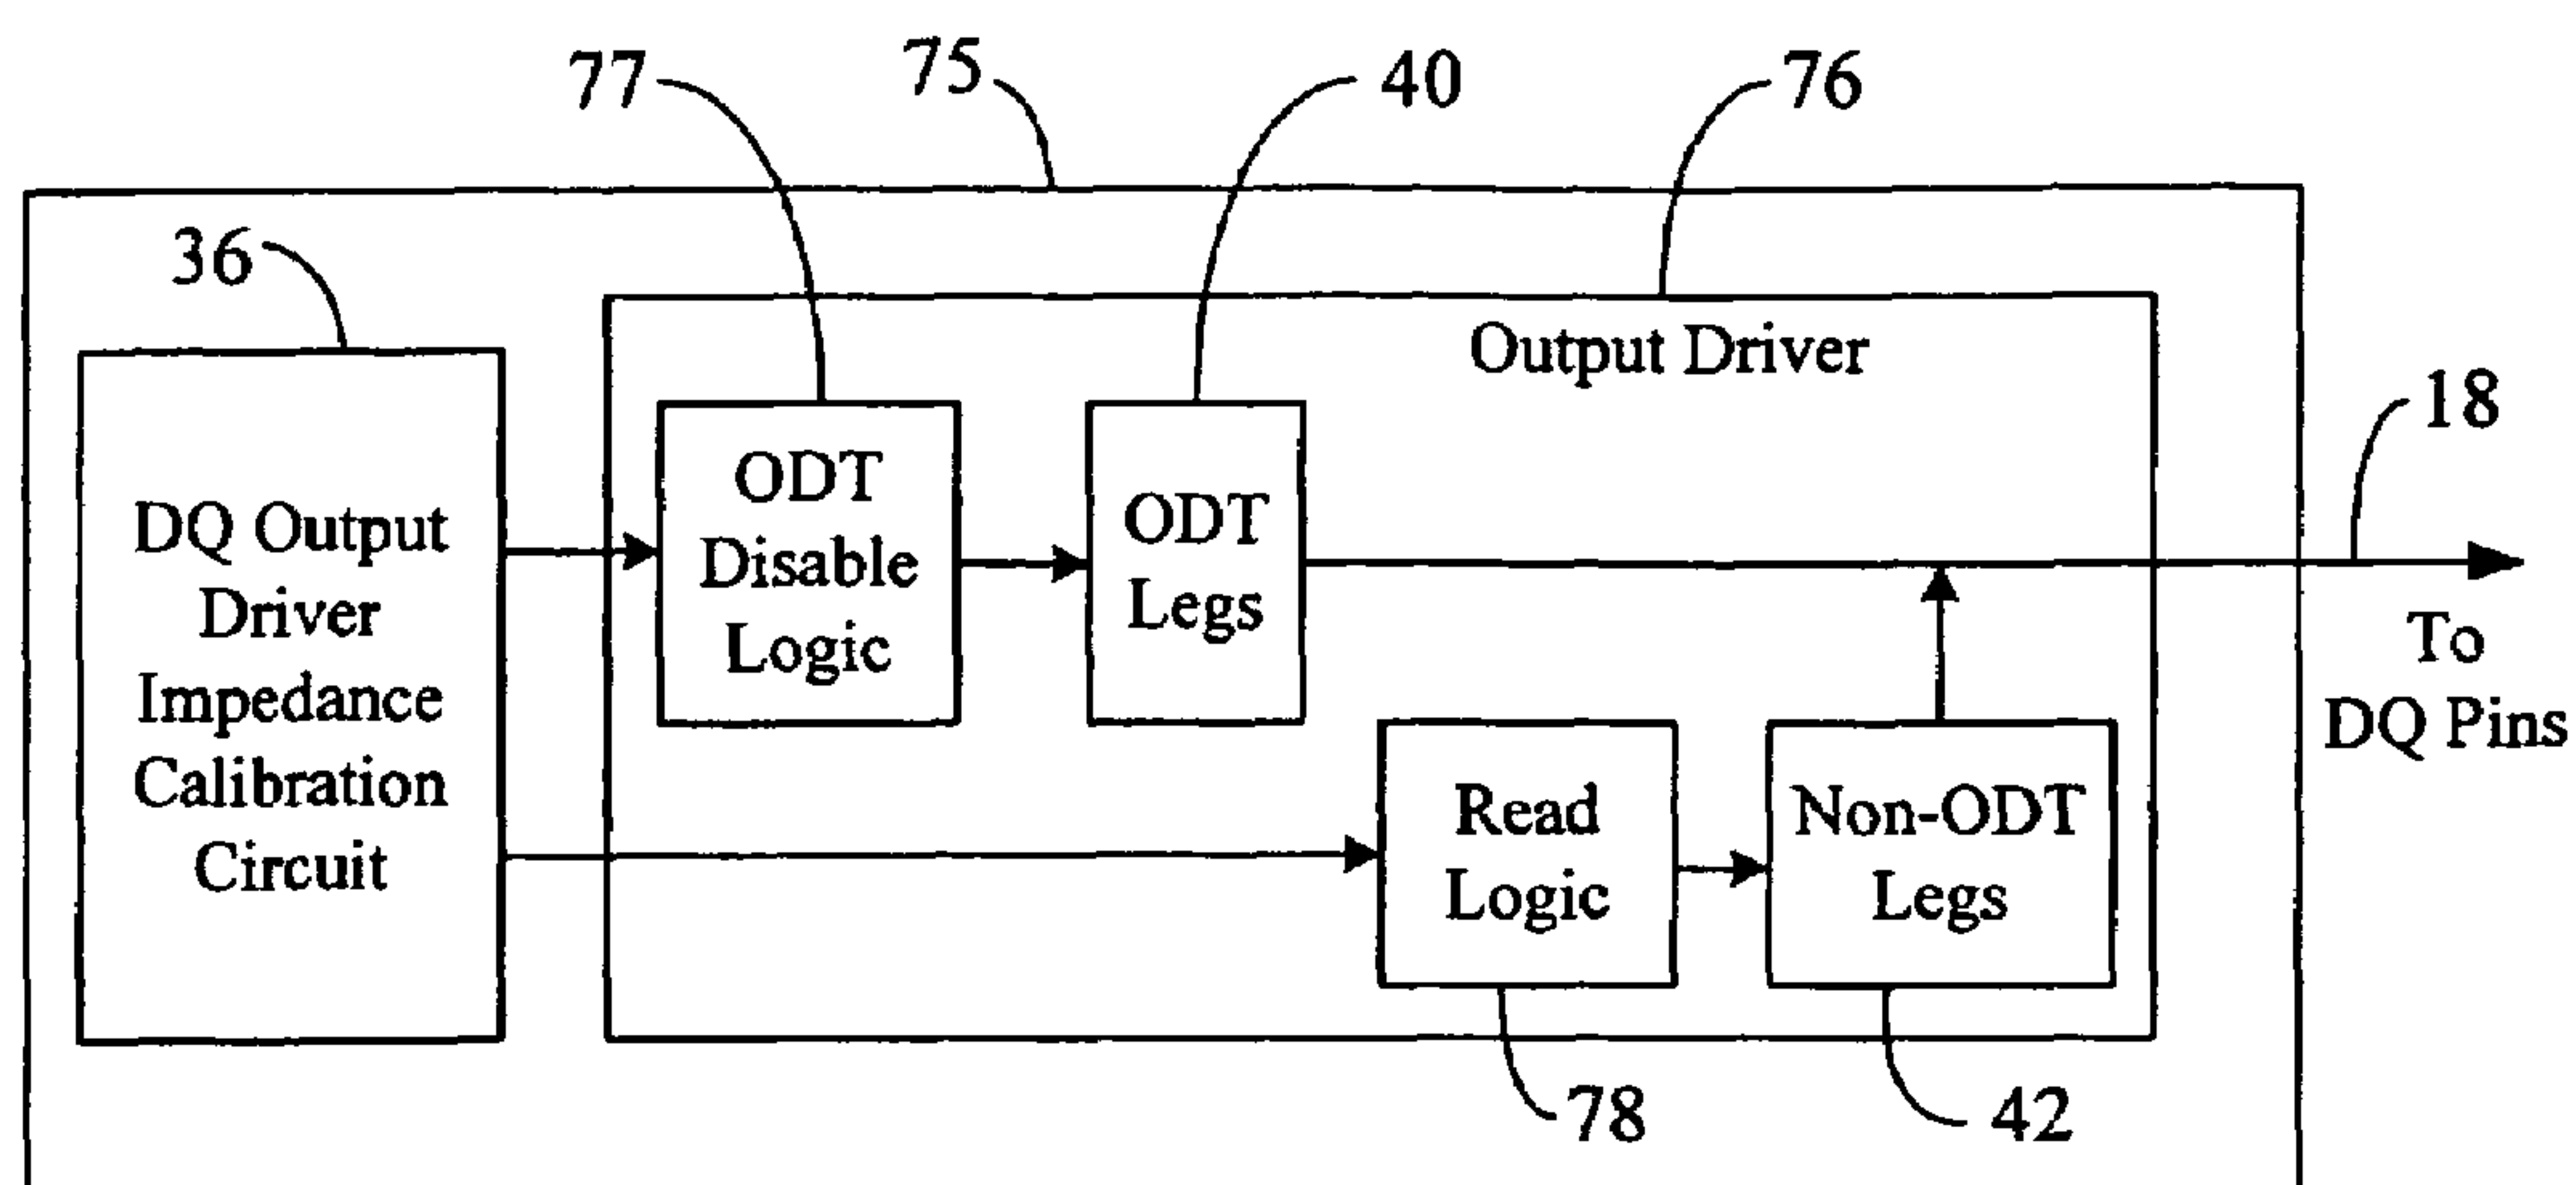 77
75
40
76
36
Output Driver
18
DQ Output
Driver
Impedance
Calibration
Circuit
ODT
Disable
Logic
ODT
Legs
To
DQ Pins
Read
Logic
Non-ODT
Legs
78
42